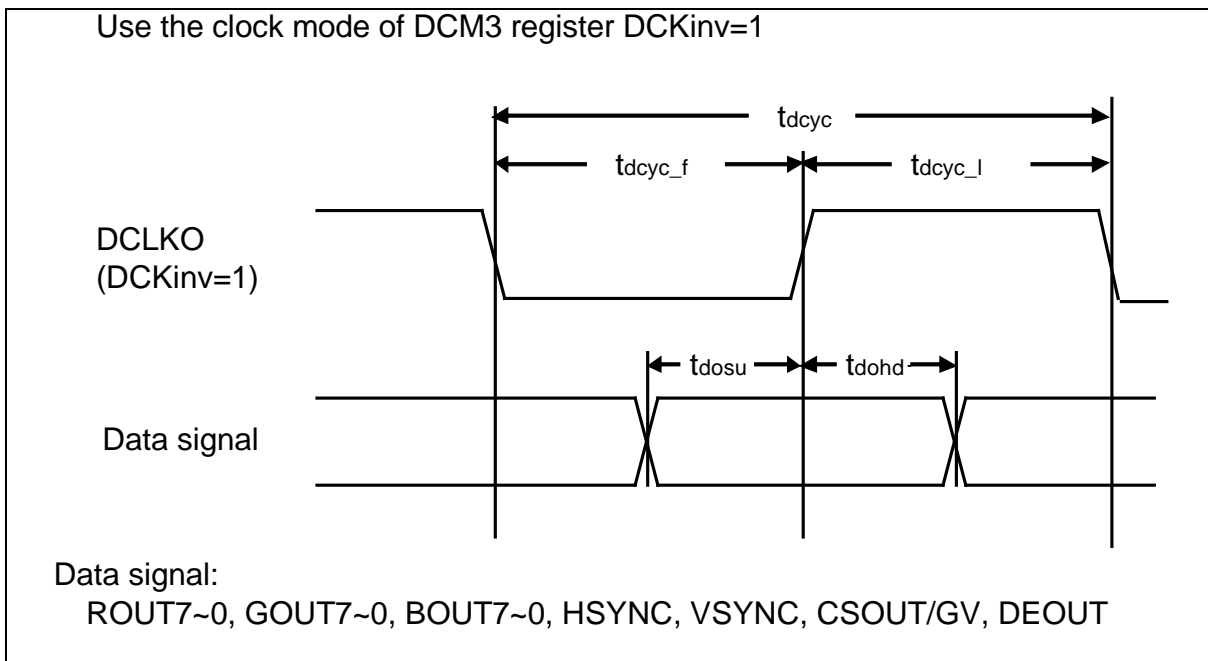 Use the clock mode of DCM3 register DCKinv=1
tdcyc
tdcyc_f
tdcyc_l
DCLKO
(DCKinv=1)
tdosu
tdohd
Data signal
Data signal:
ROUT7~0, GOUT7~0, BOUT7~0, HSYNC, VSYNC, CSOUT/GV, DEOUT